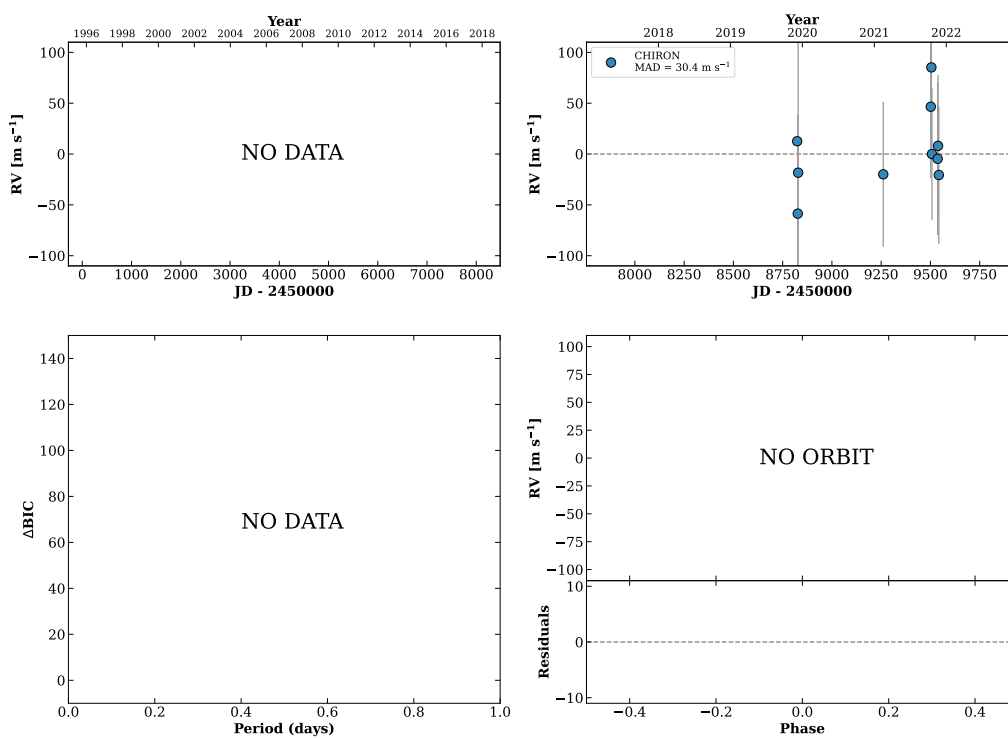 Year
1996 1998 2000 2002 2004 2006 2008 2010 2012 2014 2016 2018
100
50
0
−50
−100
RV [m s⁻¹]
NO DATA
0 1000 2000 3000 4000 5000 6000 7000 8000
JD - 2450000
Year
2018 2019 2020 2021 2022
CHIRON
MAD = 30.4 m s⁻¹
100
50
0
−50
−100
RV [m s⁻¹]
8000 8250 8500 8750 9000 9250 9500 9750
JD - 2450000
140
120
100
80
60
40
20
0
ΔBIC
NO DATA
0.0 0.2 0.4 0.6 0.8 1.0
Period (days)
100
75
50
25
0
−25
−50
−75
−100
RV [m s⁻¹]
NO ORBIT
10
0
−10
Residuals
−0.4 −0.2 0.0 0.2 0.4
Phase